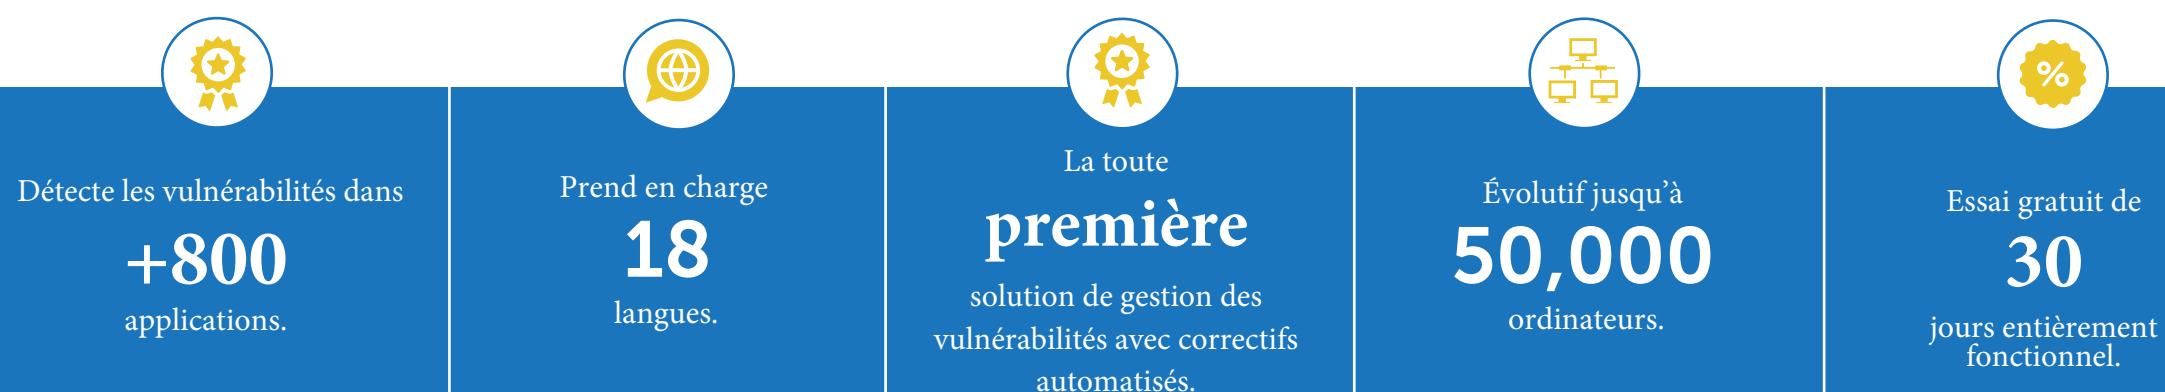 Détecte les vulnérabilités dans
+800
applications.
Prend en charge
18
langues.
La toute
première
solution de gestion des
vulnérabilités avec correctifs
automatisés.
Évolutif jusqu’à
50,000
ordinateurs.
%
Essai gratuit de
30
jours entièrement
fonctionnel.